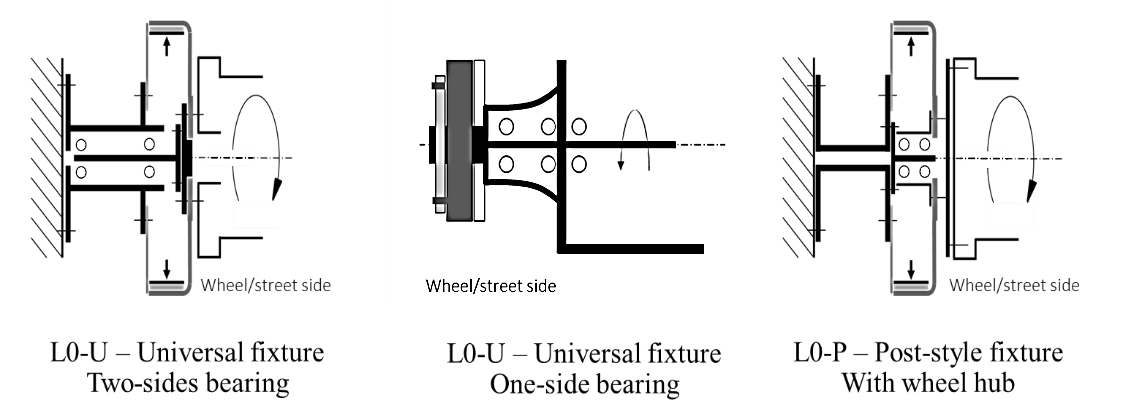 Wheel/street side
Wheel/street side
Wheel/street side
L0-U – Universal fixture
Two-sides bearing
L0-U – Universal fixture
One-side bearing
L0-P – Post-style fixture
With wheel hub